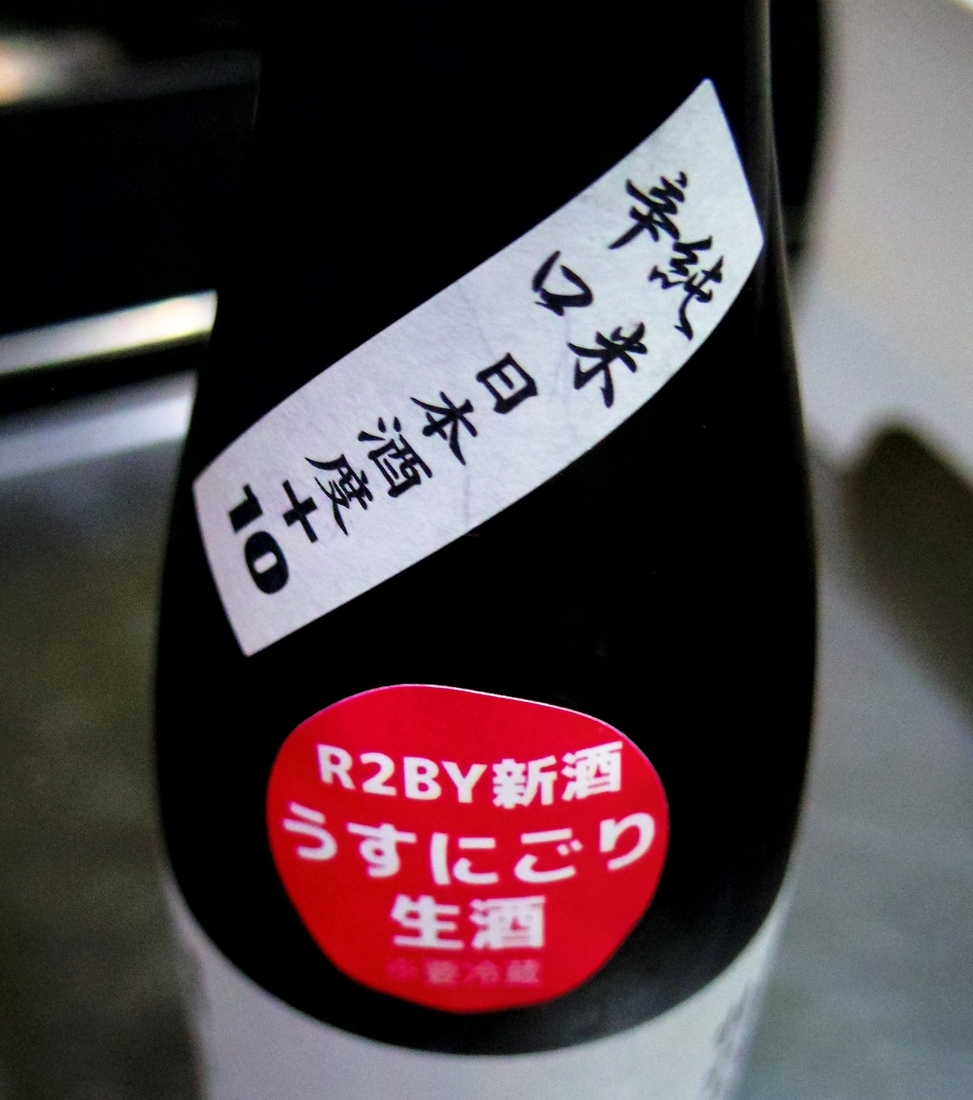 純米
辛口
日本酒度+10
R2BY新酒
うすにごり
生酒
※要冷蔵